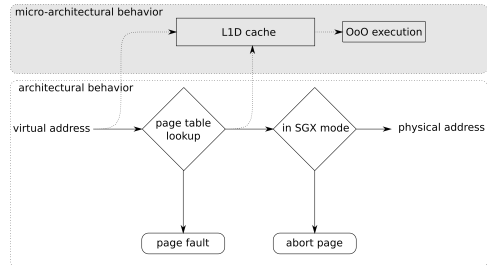 micro-architectural behavior
L1D cache
OoO execution
architectural behavior
virtual address
page table
lookup
in SGX mode
physical address
page fault
abort page